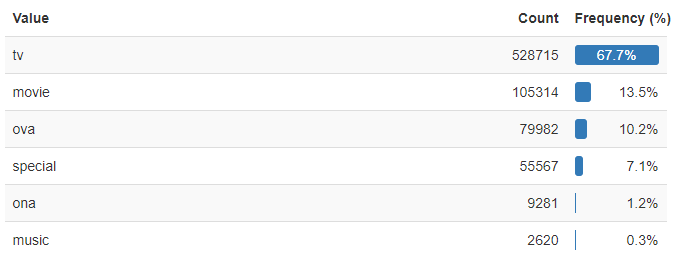 Value Count Frequency (%)
tv 528715 67.7%
movie 105314 13.5%
ova 79982 10.2%
special 55567 7.1%
ona 9281 1.2%
music 2620 0.3%